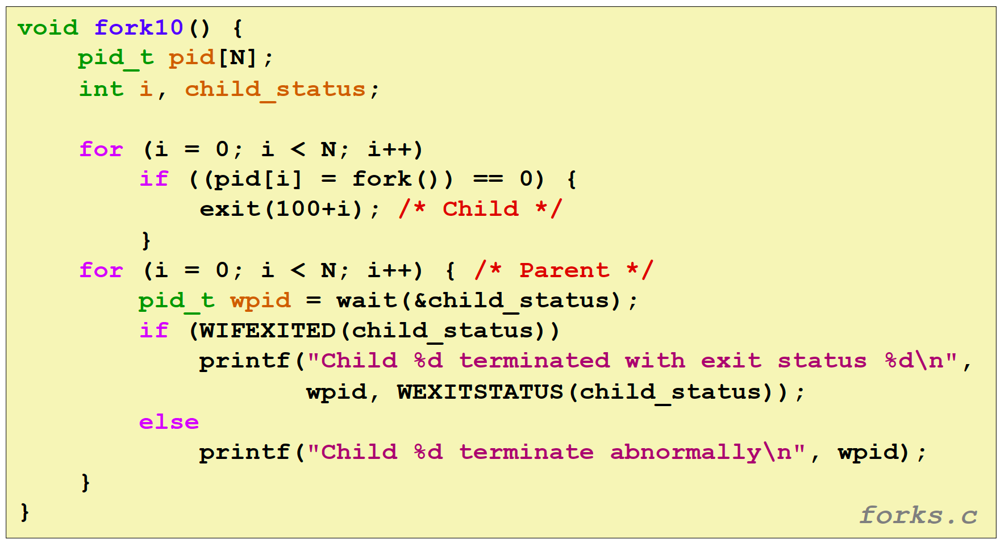 void fork10() {
    pid_t pid[N];
    int i, child_status;

    for (i = 0; i < N; i++)
        if ((pid[i] = fork()) == 0) {
            exit(100+i); /* Child */
        }
    for (i = 0; i < N; i++) { /* Parent */
        pid_t wpid = wait(&child_status);
        if (WIFEXITED(child_status))
            printf("Child %d terminated with exit status %d\n",
                   wpid, WEXITSTATUS(child_status));
        else
            printf("Child %d terminate abnormally\n", wpid);
    }
}
forks.c